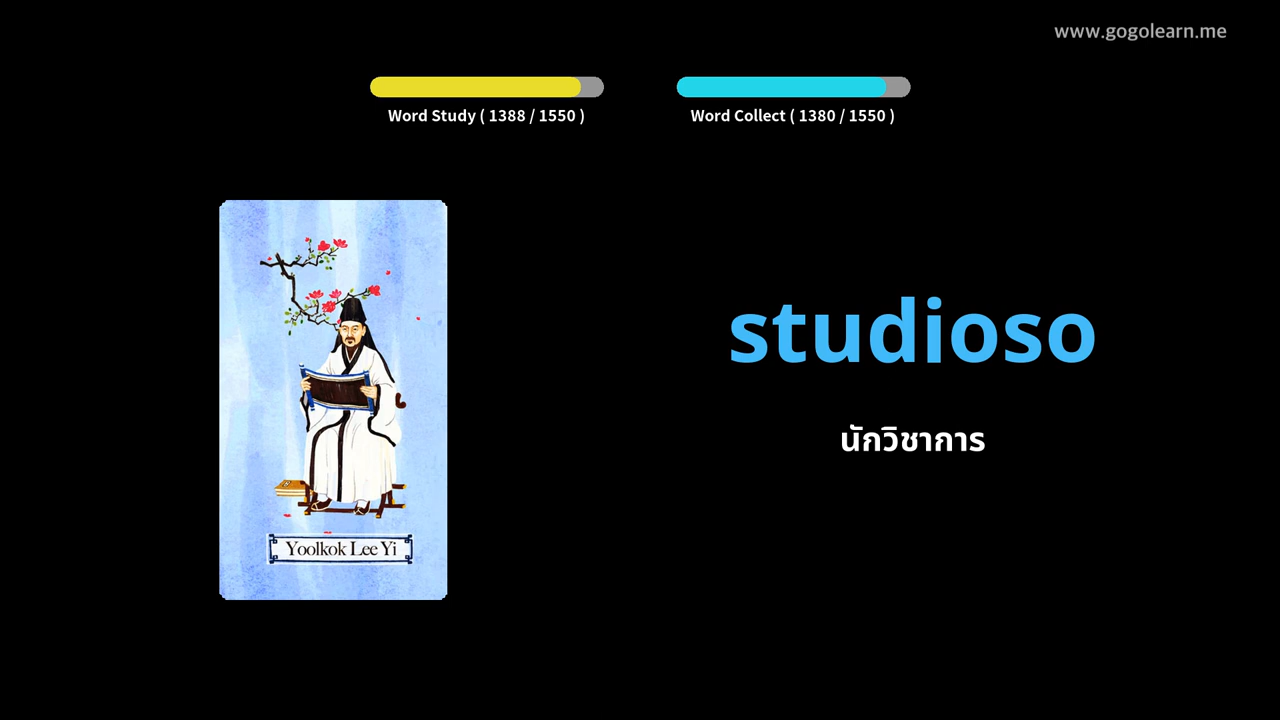 www.gogolearn.me
Word Study ( 1388 / 1550 )
Word Collect ( 1380 / 1550 )
studioso
นักวิชาการ
Yoolkok Lee Yi